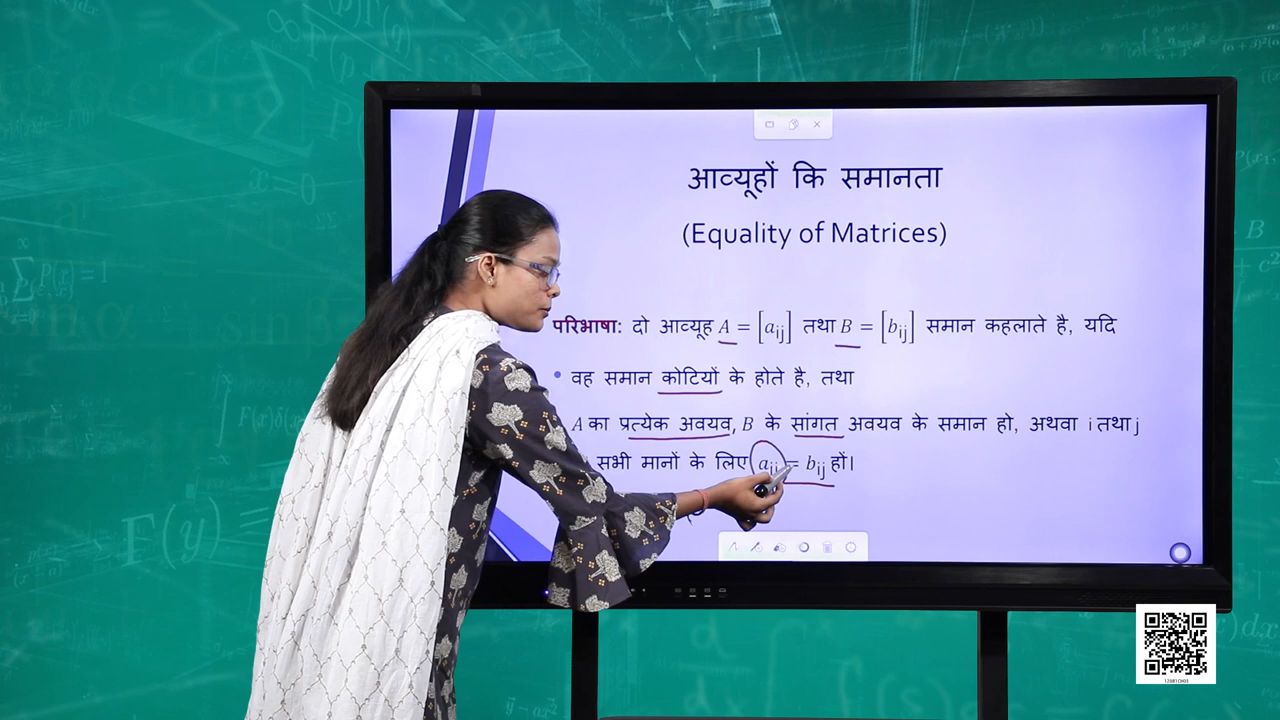 आव्यूहों कि समानता
(Equality of Matrices)
परिभाषा: दो आव्यूह A = [aij] तथा B = [bij] समान कहलाते है, यदि
• वह समान कोटियों के होते है, तथा
A का प्रत्येक अवयव, B के सांगत अवयव के समान हो, अथवा i तथा j
सभी मानों के लिए aij = bij हों।